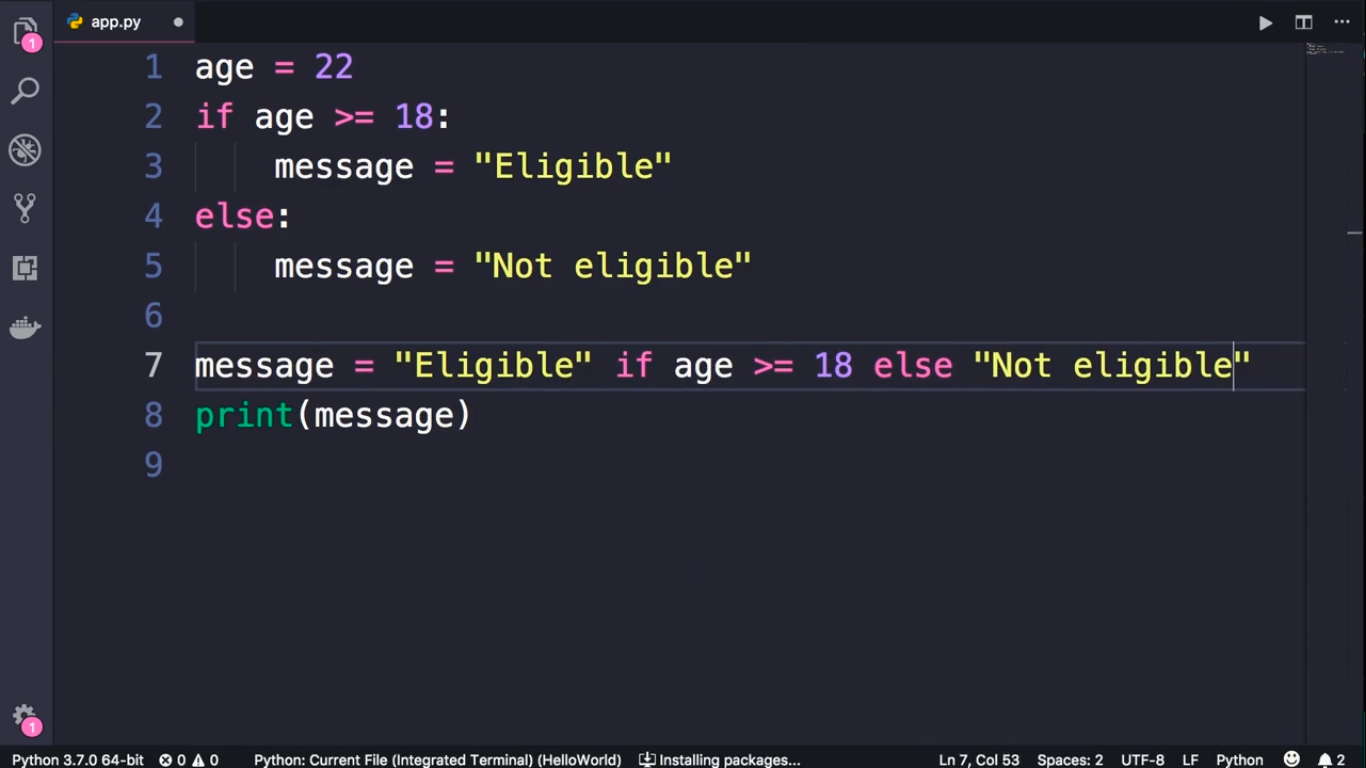 app.py
1
1 age = 22
2 if age >= 18:
3     message = "Eligible"
4 else:
5     message = "Not eligible"
6
7 message = "Eligible" if age >= 18 else "Not eligible"
8 print(message)
9
1
Python 3.7.0 64-bit 0 0 Python: Current File (Integrated Terminal) (HelloWorld) Installing packages... Ln 7, Col 53 Spaces: 2 UTF-8 LF Python 2